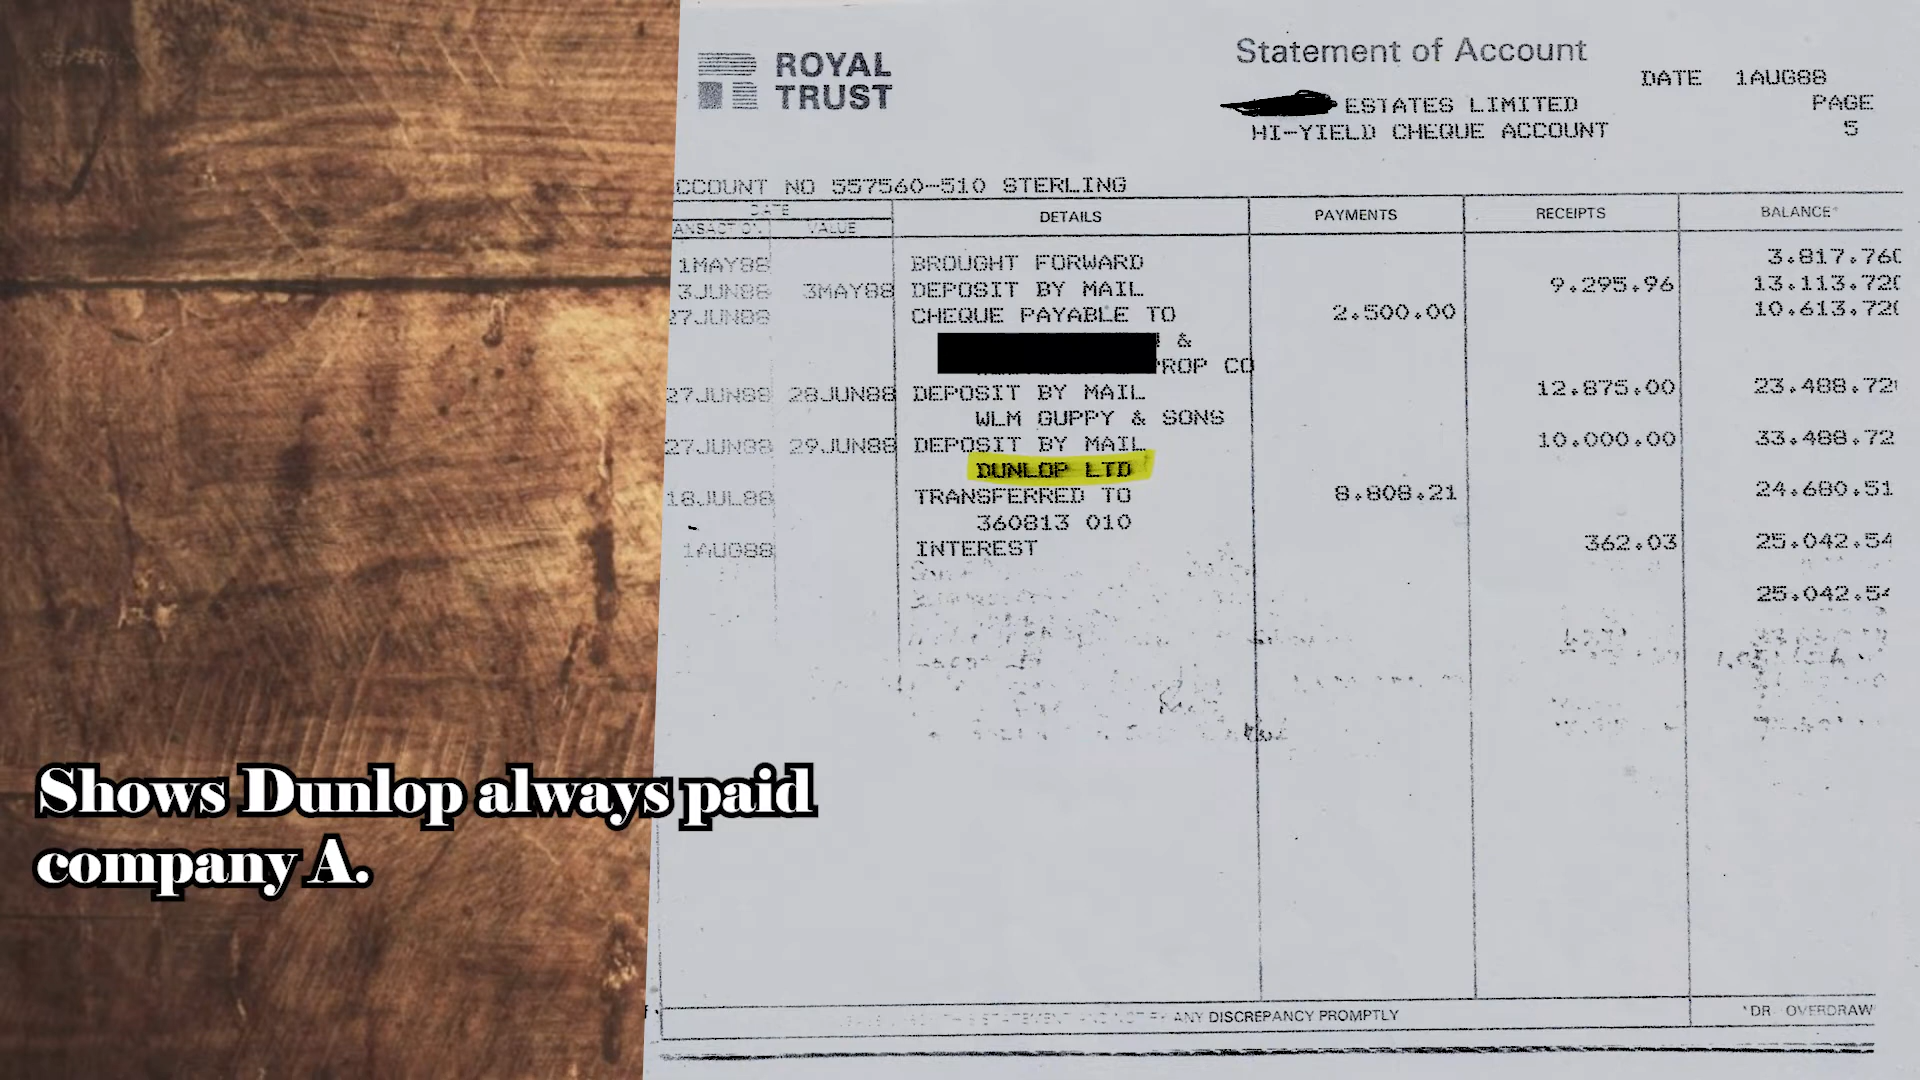 ROYAL
TRUST
Statement of Account
DATE 1AUG88
ESTATES LIMITED
PAGE
HI-YIELD CHEQUE ACCOUNT
5
CCOUNT NO 557560-510 STERLING
DATE
ANSACTION VALUE DETAILS PAYMENTS RECEIPTS BALANCE*
1MAY88 BROUGHT FORWARD 3.817.76C
3JUN88 3MAY88 DEPOSIT BY MAIL 9.295.96 13.113.72C
27JUN88 CHEQUE PAYABLE TO 2.500.00 10.613.72C
&
ROP CO
27JUN88 28JUN88 DEPOSIT BY MAIL 12.875.00 23.488.72
WLM GUPPY & SONS
27JUN88 29JUN88 DEPOSIT BY MAIL 10.000.00 33.488.72
DUNLOP LTD
18JUL88 TRANSFERRED TO 8.808.21 24.680.51
360813 010
1AUG88 INTEREST 362.03 25.042.54
25.042.54
Shows Dunlop always paid
company A.
ANY DISCREPANCY PROMPTLY
*DR OVERDRAW